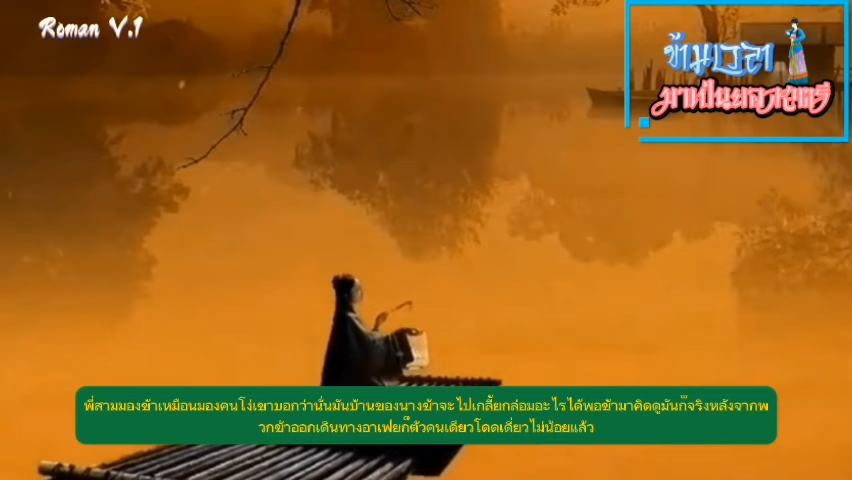 Roman V.1
ข้ามเวลา
มาเป็นยอดสตรี
พี่สามมองข้าเหมือนมองคนโง่เขาบอกว่านั่นมันบ้านของนางข้าจะไปเกลี้ยกล่อมอะไรได้พอข้ามาคิดดูมันก็จริงหลังจากพ
วกข้าออกเดินทางอาเฟยก็ตัวคนเดียวโดดเดี่ยวไม่น้อยแล้ว